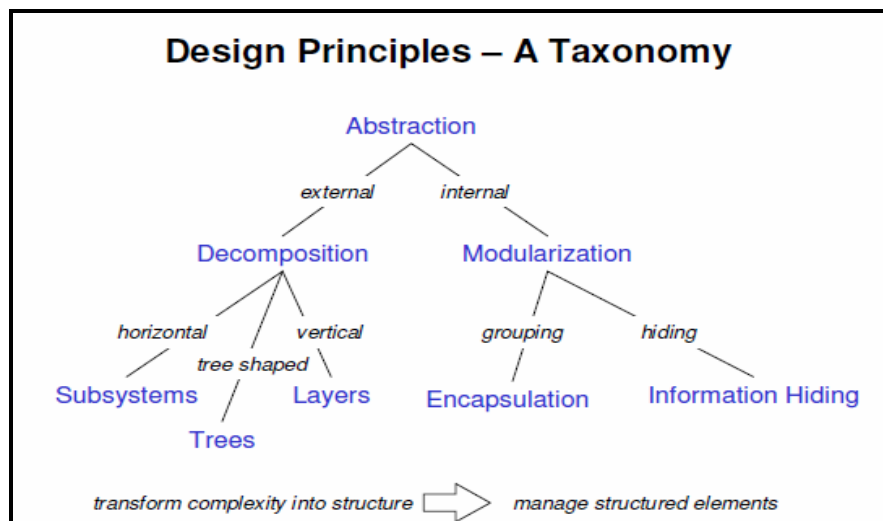 Design Principles – A Taxonomy
Abstraction
external internal
Decomposition Modularization
horizontal vertical grouping hiding
tree shaped
Subsystems Layers Encapsulation Information Hiding
Trees
transform complexity into structure manage structured elements